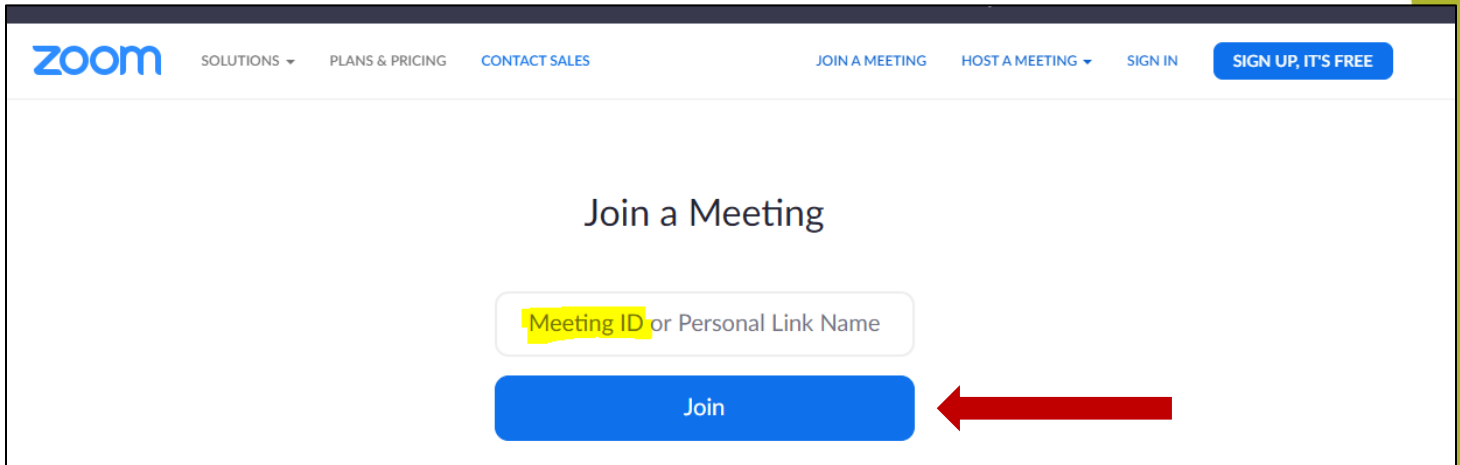 zoom SOLUTIONS PLANS & PRICING CONTACT SALES JOIN A MEETING HOST A MEETING SIGN IN SIGN UP, IT'S FREE
Join a Meeting
Meeting ID or Personal Link Name
Join